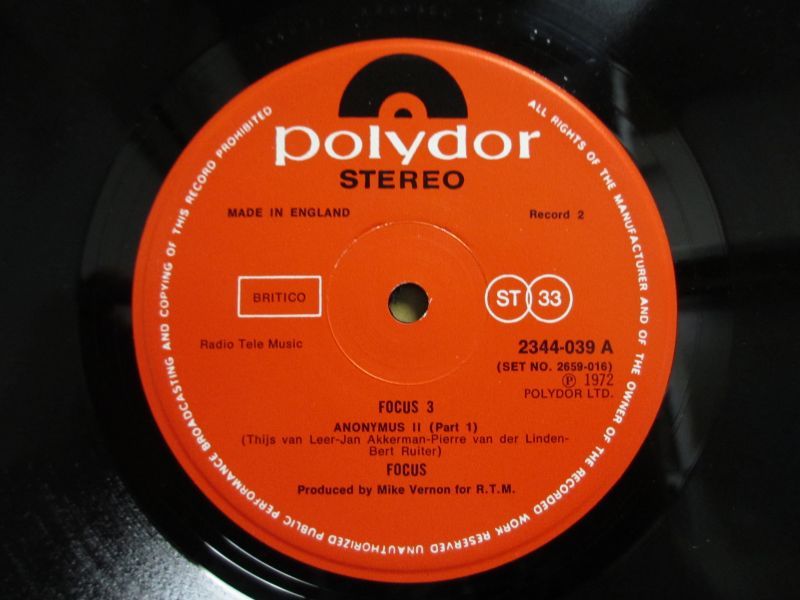 polydor
STEREO
MADE IN ENGLAND
Record 2
BRITICO
ST 33
Radio Tele Music
2344-039 A
(SET NO. 2659-016)
Ⓟ 1972
POLYDOR LTD.
FOCUS 3
ANONYMUS II (Part 1)
(Thijs van Leer-Jan Akkerman-Pierre van der Linden-
Bert Ruiter)
FOCUS
Produced by Mike Vernon for R.T.M.
ALL RIGHTS OF THE MANUFACTURER AND OF THE OWNER OF THE RECORDED WORK RESERVED UNAUTHORIZED PUBLIC PERFORMANCE BROADCASTING AND COPYING OF THIS RECORD PROHIBITED